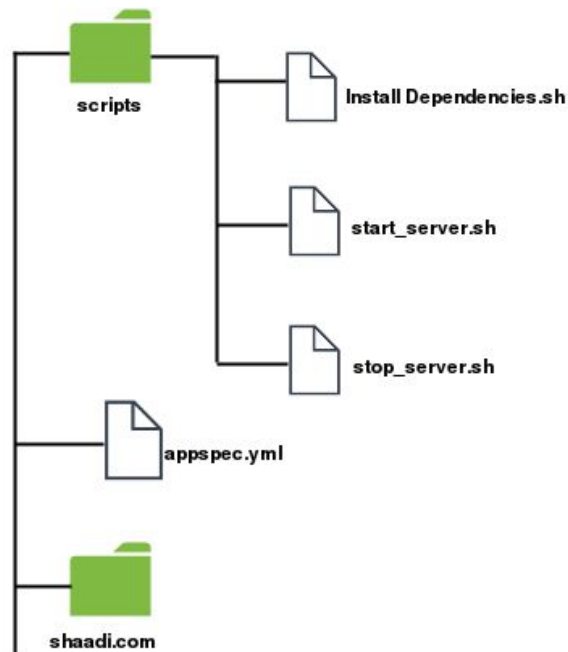 scripts
Install Dependencies.sh
start_server.sh
stop_server.sh
appspec.yml
shaadi.com